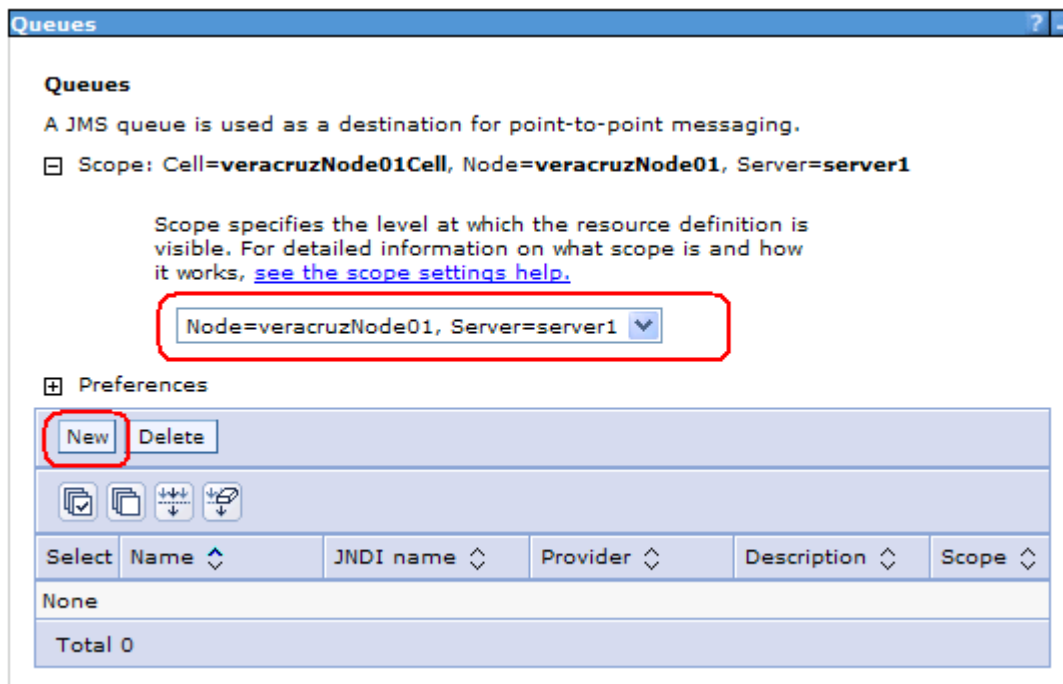 Queues ?
Queues
A JMS queue is used as a destination for point-to-point messaging.
Scope: Cell=veracruzNode01Cell, Node=veracruzNode01, Server=server1
Scope specifies the level at which the resource definition is
visible. For detailed information on what scope is and how
it works, see the scope settings help.
Node=veracruzNode01, Server=server1
Preferences
New Delete
Select Name JNDI name Provider Description Scope
None
Total 0